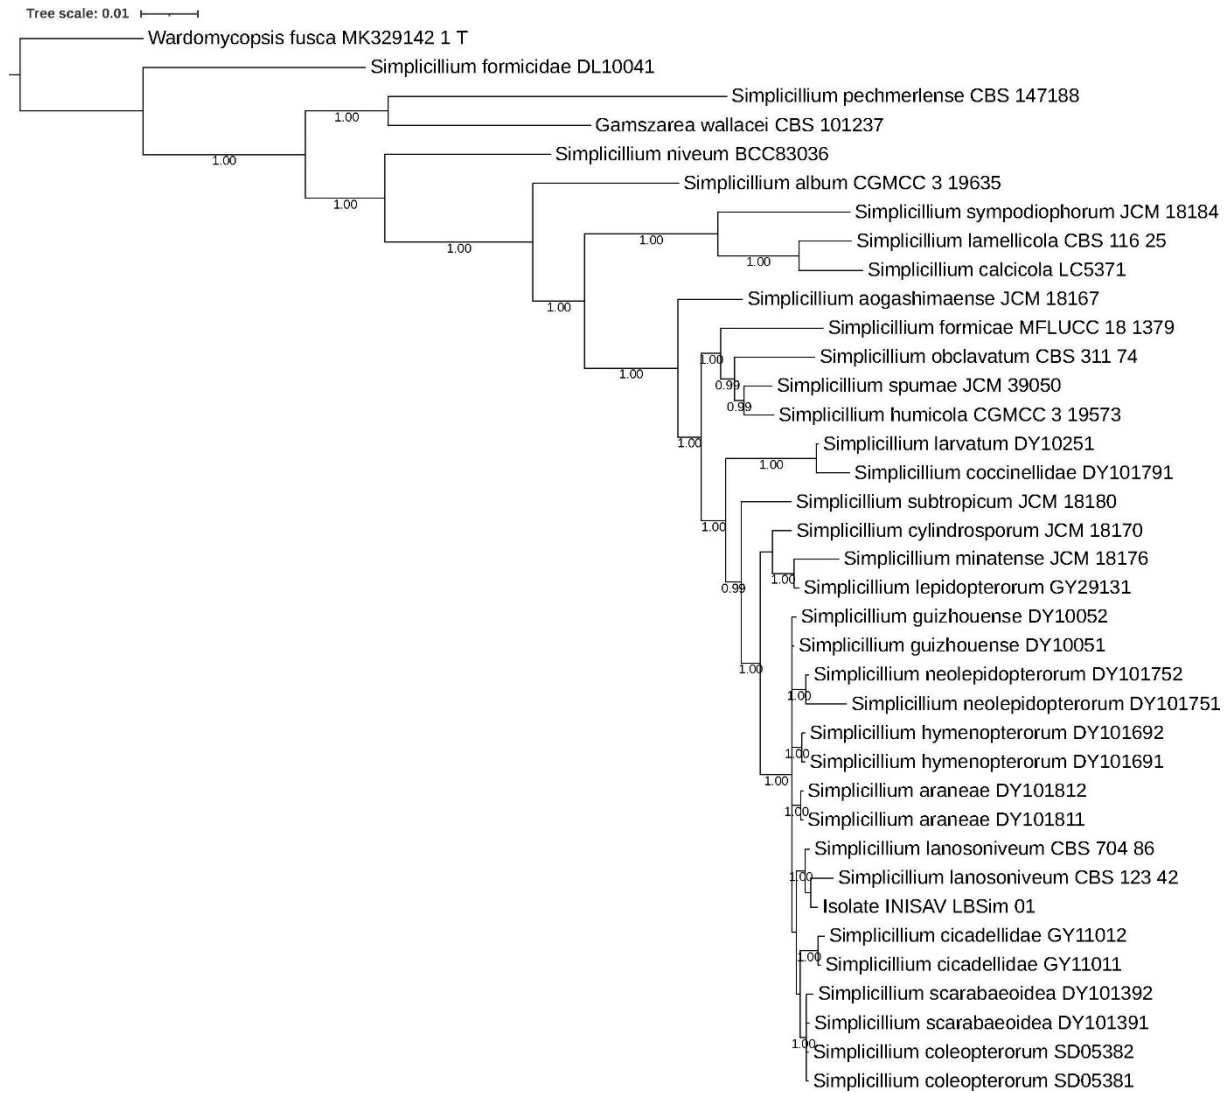 Tree scale: 0.01
Wardomycopsis fusca MK329142 1 T
Simplicillium formicidae DL10041
Simplicillium pechmerlense CBS 147188
1.00
Gamszarea wallacei CBS 101237
Simplicillium niveum BCC83036
1.00
Simplicillium album CGMCC 3 19635
1.00
Simplicillium sympodiophorum JCM 18184
1.00
Simplicillium lamellicola CBS 116 25
1.00
1.00
Simplicillium calcicola LC5371
Simplicillium aogashimaense JCM 18167
1.00
Simplicillium formicae MFLUCC 18 1379
1.00
Simplicillium obclavatum CBS 311 74
1.00
0.99
Simplicillium spumae JCM 39050
0.99
Simplicillium humicola CGMCC 3 19573
1.00
Simplicillium larvatum DY10251
1.00
Simplicillium coccinellidae DY101791
Simplicillium subtropicum JCM 18180
1.00
Simplicillium cylindrosporum JCM 18170
Simplicillium minatense JCM 18176
1.00
0.99
Simplicillium lepidopterorum GY29131
Simplicillium guizhouense DY10052
Simplicillium guizhouense DY10051
1.00
Simplicillium neolepidopterorum DY101752
1.00
Simplicillium neolepidopterorum DY101751
Simplicillium hymenopterorum DY101692
1.00
Simplicillium hymenopterorum DY101691
1.00
Simplicillium araneae DY101812
1.00
Simplicillium araneae DY101811
Simplicillium lanosoniveum CBS 704 86
1.00
Simplicillium lanosoniveum CBS 123 42
Isolate INISAV LBSim 01
Simplicillium cicadellidae GY11012
1.00
Simplicillium cicadellidae GY11011
Simplicillium scarabaeoidea DY101392
Simplicillium scarabaeoidea DY101391
1.00
Simplicillium coleopterorum SD05382
Simplicillium coleopterorum SD05381